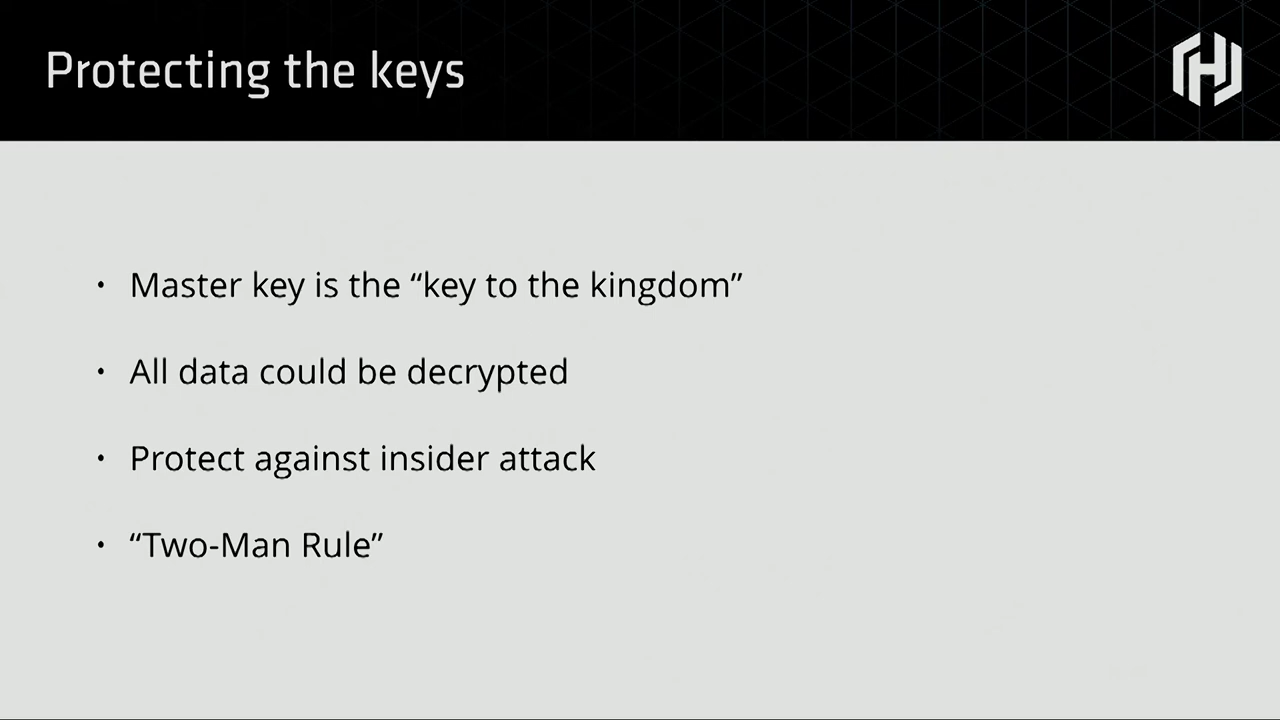 Protecting the keys
• Master key is the “key to the kingdom”
• All data could be decrypted
• Protect against insider attack
• “Two-Man Rule”